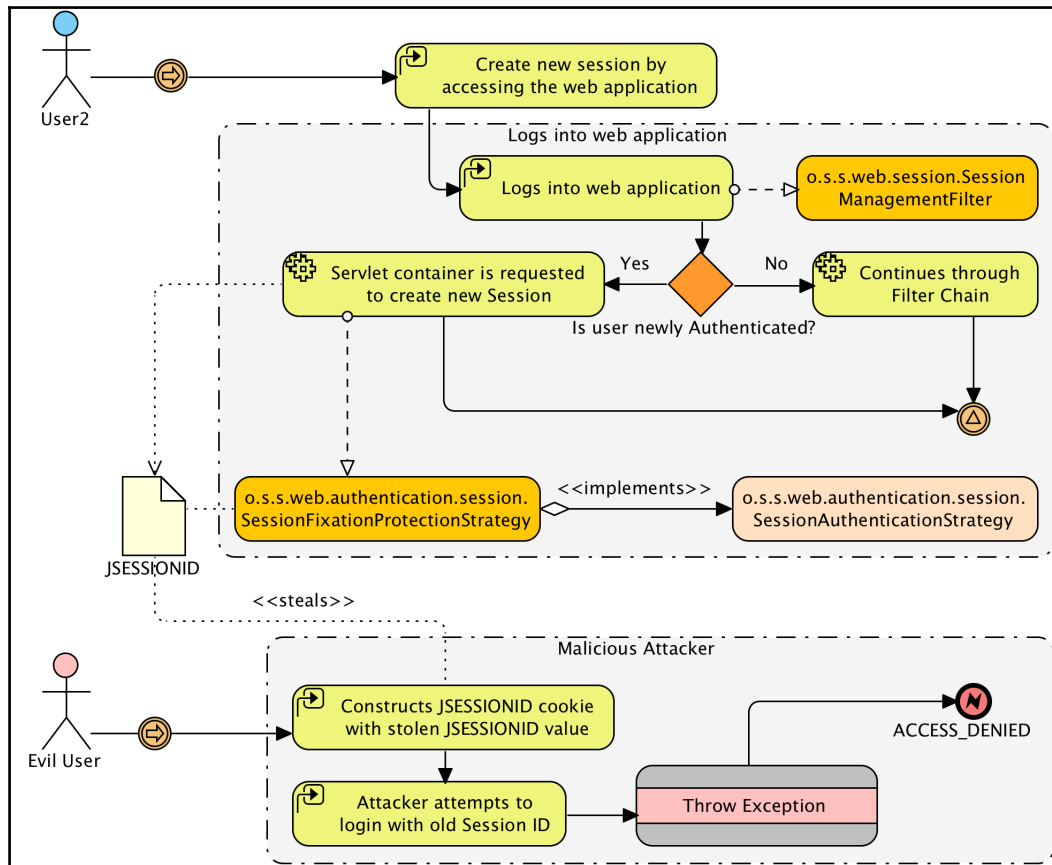 User2
Create new session by
accessing the web application
Logs into web application
Logs into web application
o.s.s.web.session.Session
ManagementFilter
Servlet container is requested
to create new Session
Yes
No
Is user newly Authenticated?
Continues through
Filter Chain
JSESSIONID
o.s.s.web.authentication.session.
SessionFixationProtectionStrategy
<<implements>>
o.s.s.web.authentication.session.
SessionAuthenticationStrategy
<<steals>>
Malicious Attacker
Evil User
Constructs JSESSIONID cookie
with stolen JSESSIONID value
Attacker attempts to
login with old Session ID
Throw Exception
ACCESS_DENIED